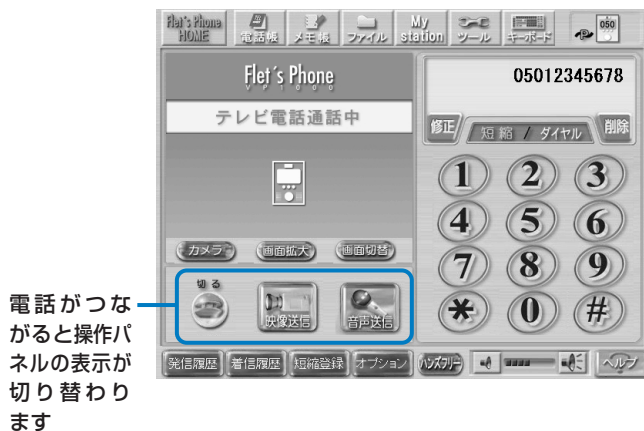 Flet's Phone
HOME
電話帳
メモ帳
ファイル
My
station
ツール
キーボード
050
Flet's Phone
VP1000
テレビ電話通話中
05012345678
修正
短縮 / ダイヤル
削除
1 2 3
4 5 6
7 8 9
* 0 #
カメラ
画面拡大
画面切替
切る
映像送信
音声送信
発信履歴
着信履歴
短縮登録
オプション
ハンズフリー
ヘルプ
電話がつな
がると操作パ
ネルの表示が
切り替わり
ます